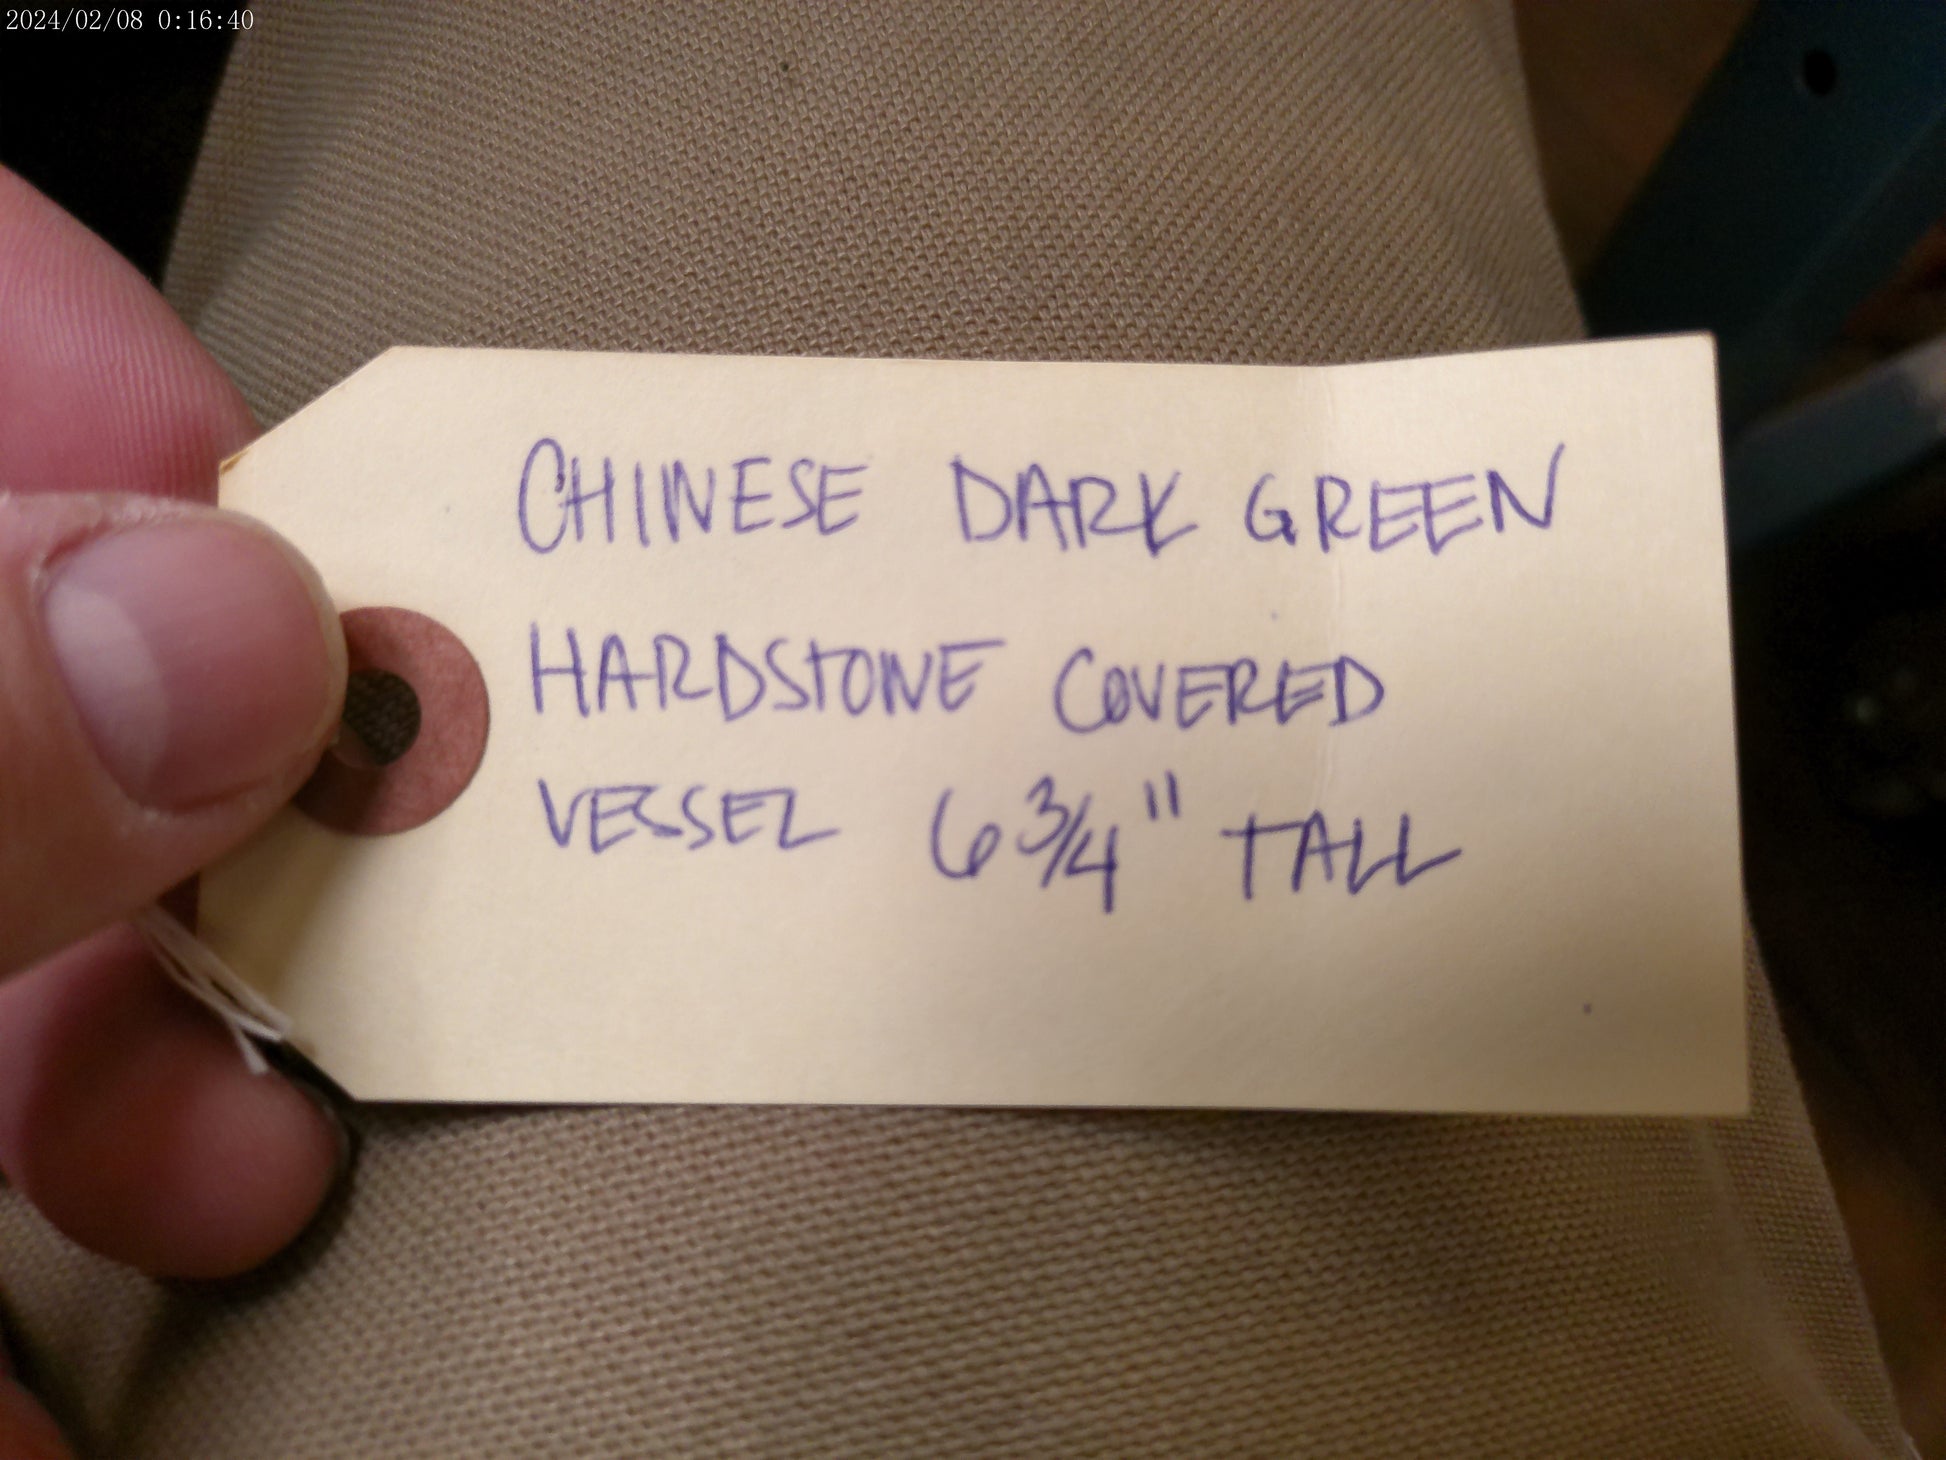 2024/02/08 0:16:40
CHINESE DARK GREEN
HARDSTONE COVERED
VESSEL 6 3/4" TALL